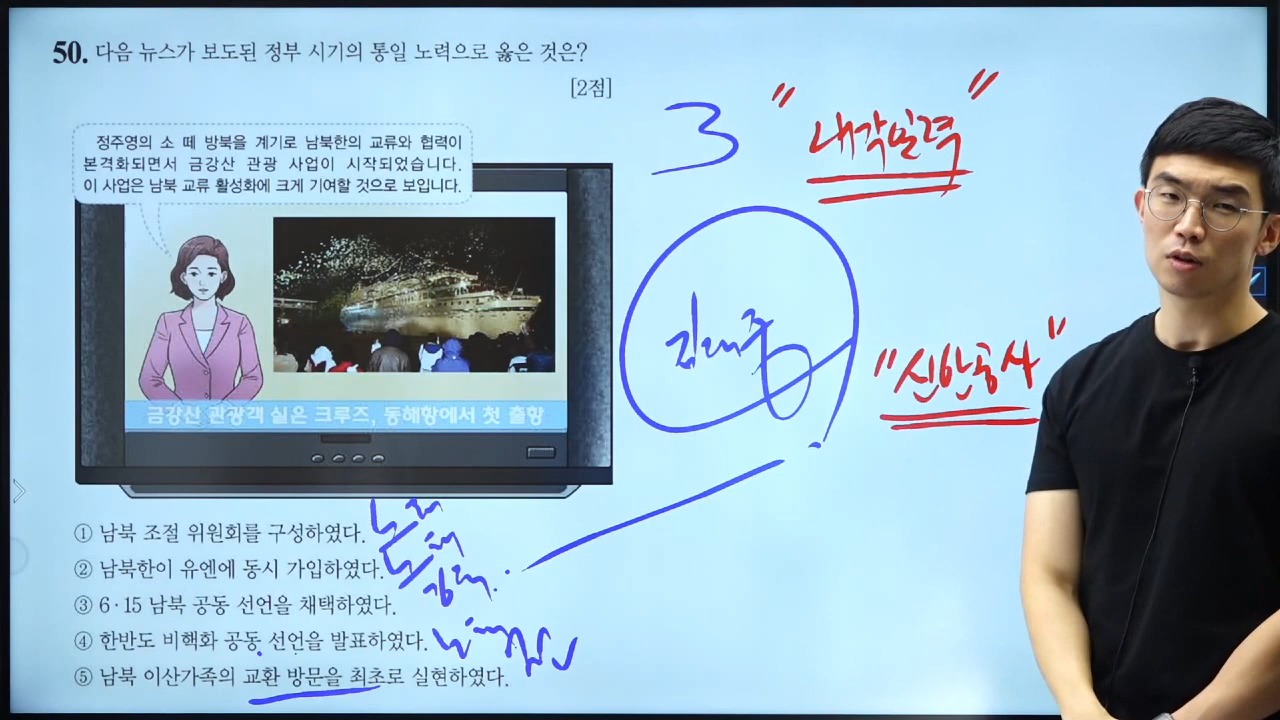 50. 다음 뉴스가 보도된 정부 시기의 통일 노력으로 옳은 것은?
[2점]
정주영의 소 떼 방북을 계기로 남북한의 교류와 협력이
본격화되면서 금강산 관광 사업이 시작되었습니다.
이 사업은 남북 교류 활성화에 크게 기여할 것으로 보입니다.
금강산 관광객 실은 크루즈, 동해항에서 첫 출항
① 남북 조절 위원회를 구성하였다.
② 남북한이 유엔에 동시 가입하였다.
③ 6·15 남북 공동 선언을 채택하였다.
④ 한반도 비핵화 공동 선언을 발표하였다.
⑤ 남북 이산가족의 교환 방문을 최초로 실현하였다.
3
김대중
"신한공사"